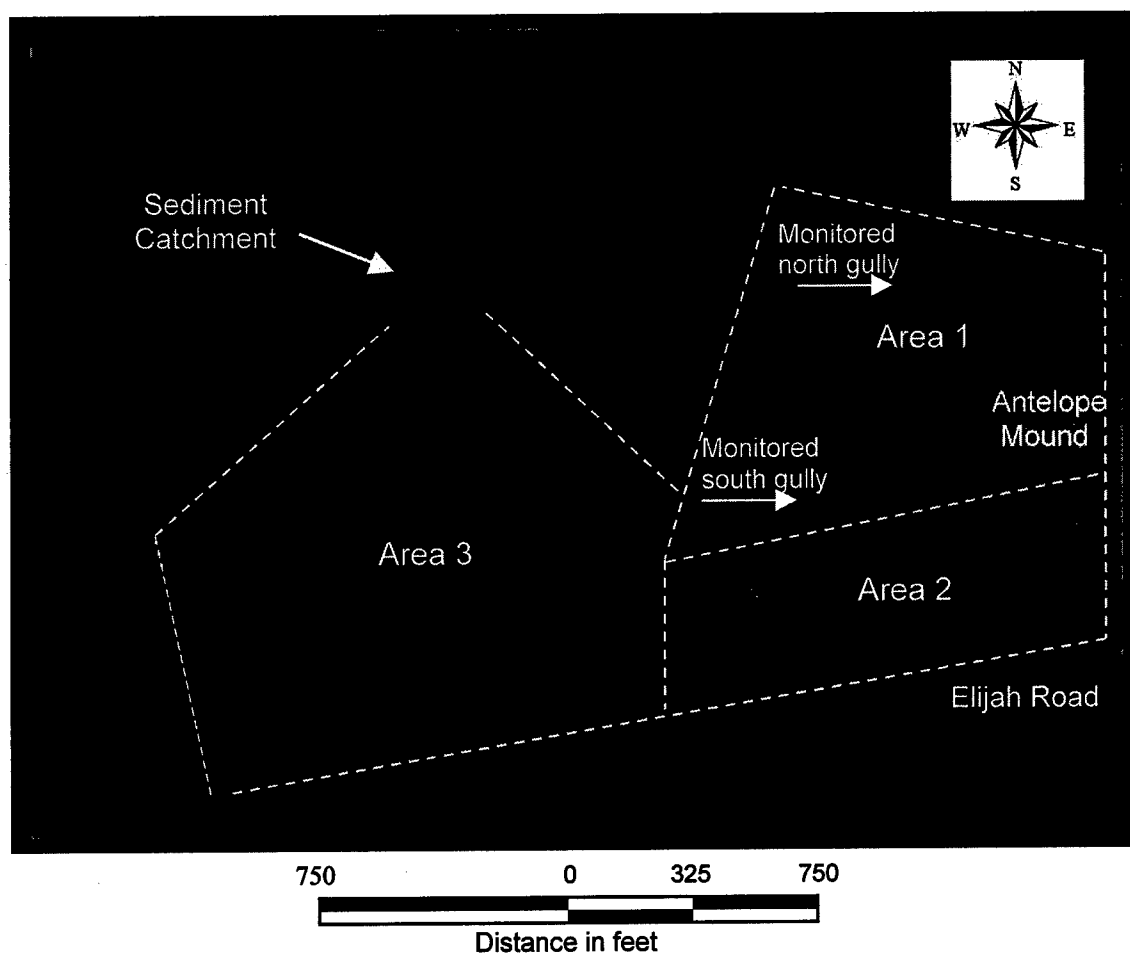 N
W E
S
Sediment
Catchment
Monitored
north gully
Area 1
Antelope
Mound
Monitored
south gully
Area 3
Area 2
Elijah Road
750 0 325 750
Distance in feet